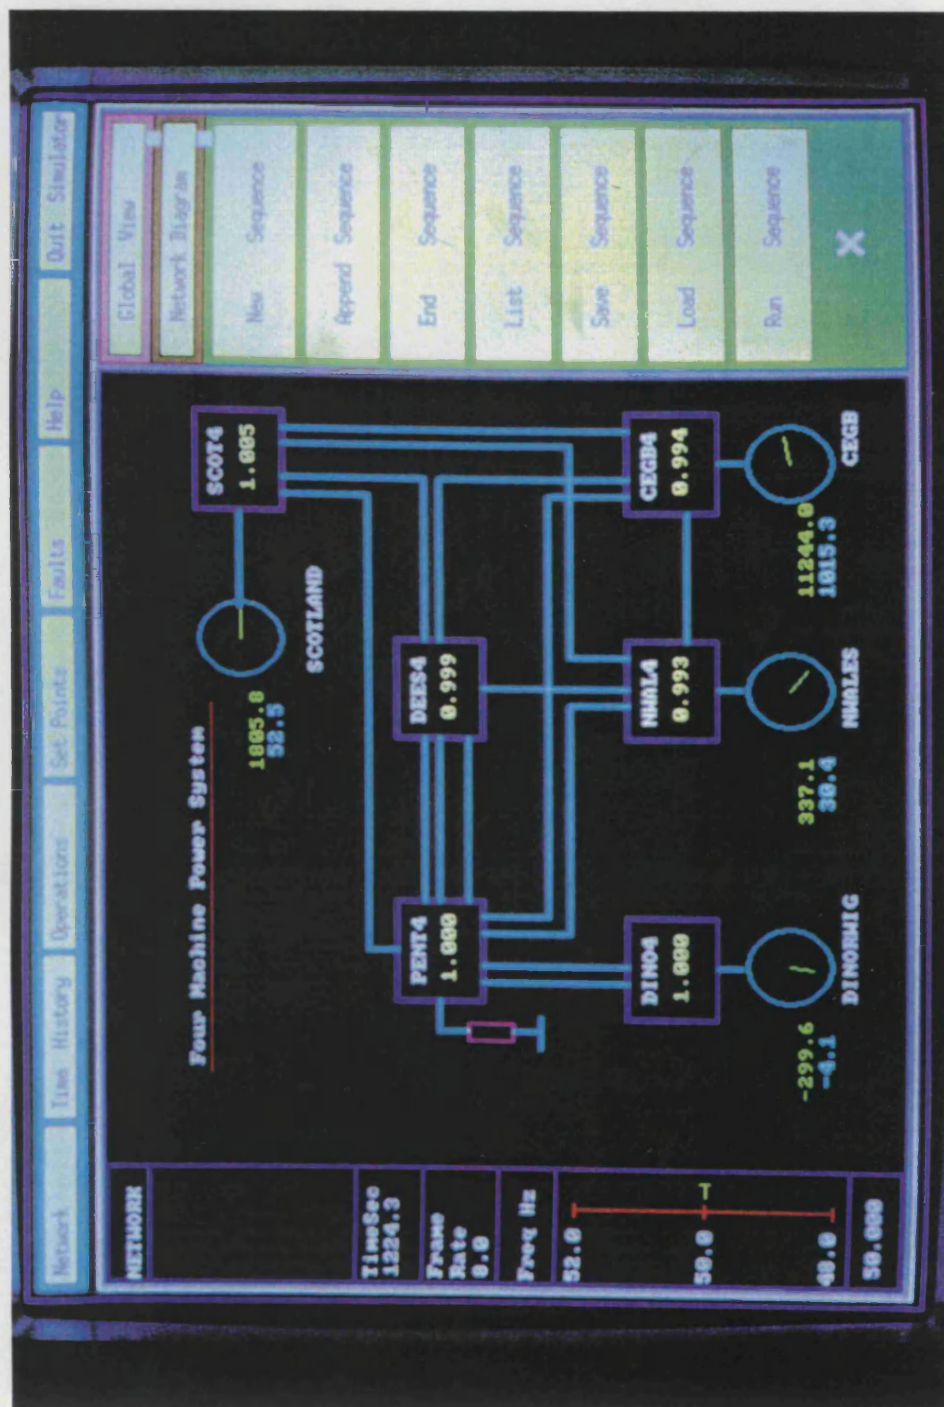 Network
Time History
Operations
Set Points
Faults
Help
Quit Simulator
NETWORK
TimeSec
1224.3
Frame
Rate
8.0
Freq Hz
52.0
50.0
48.0
50.000
Four Machine Power System
1805.8
52.5
SCOTLAND
SCOT4
1.005
PENT4
1.000
DEES4
0.999
DINO4
1.000
NWAL4
0.993
CEGB4
0.994
-299.6
-4.1
DINORWIG
337.1
30.4
NWALES
11244.0
1015.3
CEGB
Global View
Network Diagram
New Sequence
Append Sequence
End Sequence
List Sequence
Save Sequence
Load Sequence
Run Sequence
X